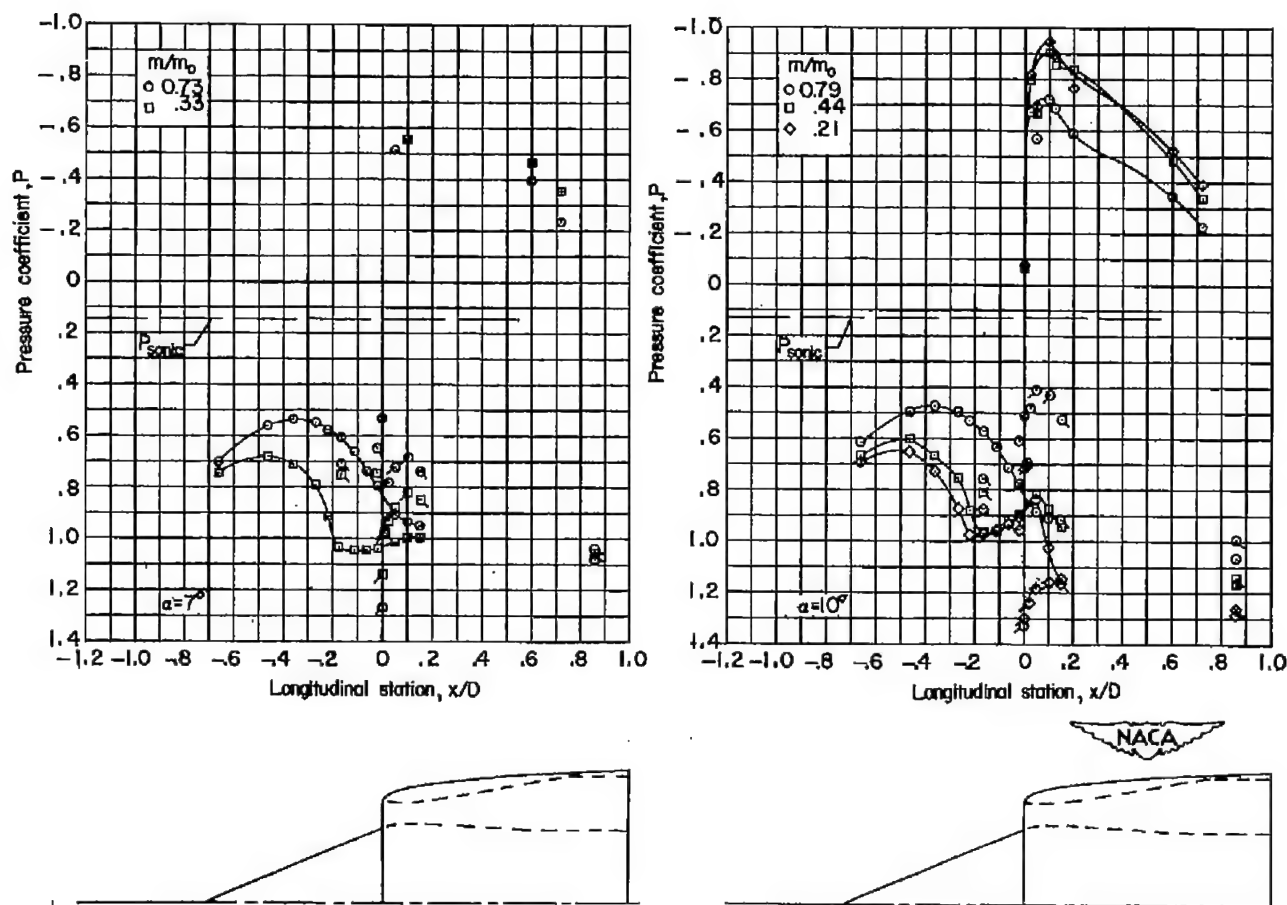 -1.0
-.8
-.6
-.4
-.2
0
.2
.4
.6
.8
1.0
1.2
1.4
Pressure coefficient, P
m/m₀
0.73
.33
P sonic
α=7°
-1.2 -1.0 -.8 -.6 -.4 -.2 0 .2 .4 .6 .8 1.0
Longitudinal station, x/D
-1.0
-.8
-.6
-.4
-.2
0
.2
.4
.6
.8
1.0
1.2
1.4
Pressure coefficient, P
m/m₀
0.79
.44
.21
P sonic
α=10°
-1.2 -1.0 -.8 -.6 -.4 -.2 0 .2 .4 .6 .8 1.0
Longitudinal station, x/D
NACA